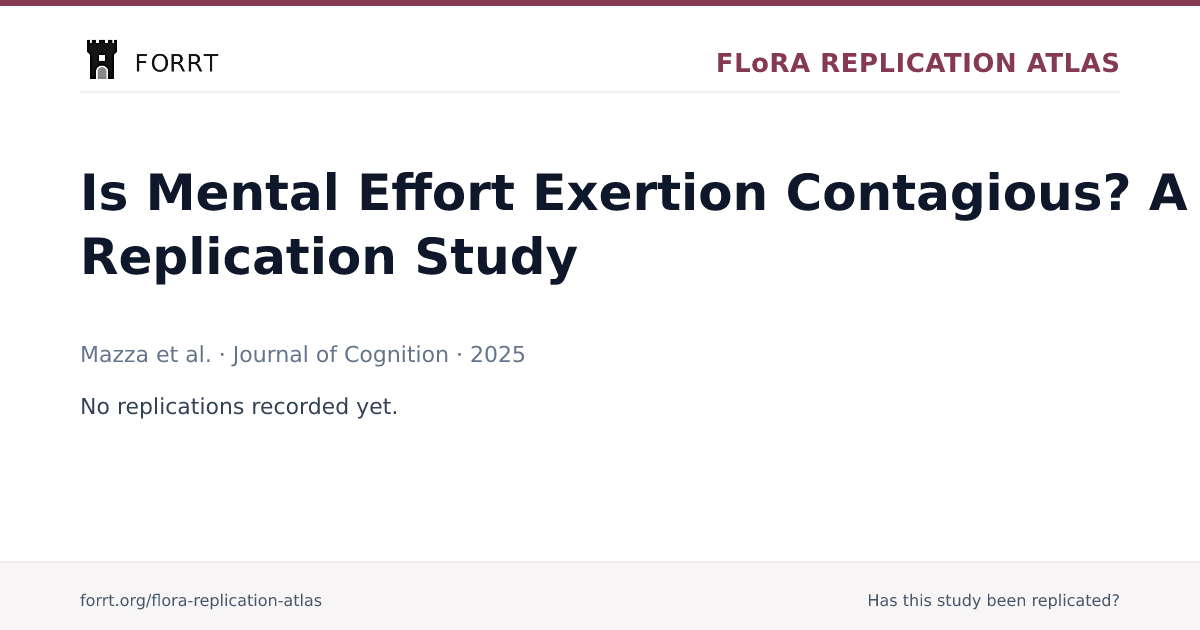 FORRT
FLoRA REPLICATION ATLAS
Is Mental Effort Exertion Contagious? A
Replication Study
Mazza et al. · Journal of Cognition · 2025
No replications recorded yet.
forrt.org/flora-replication-atlas
Has this study been replicated?